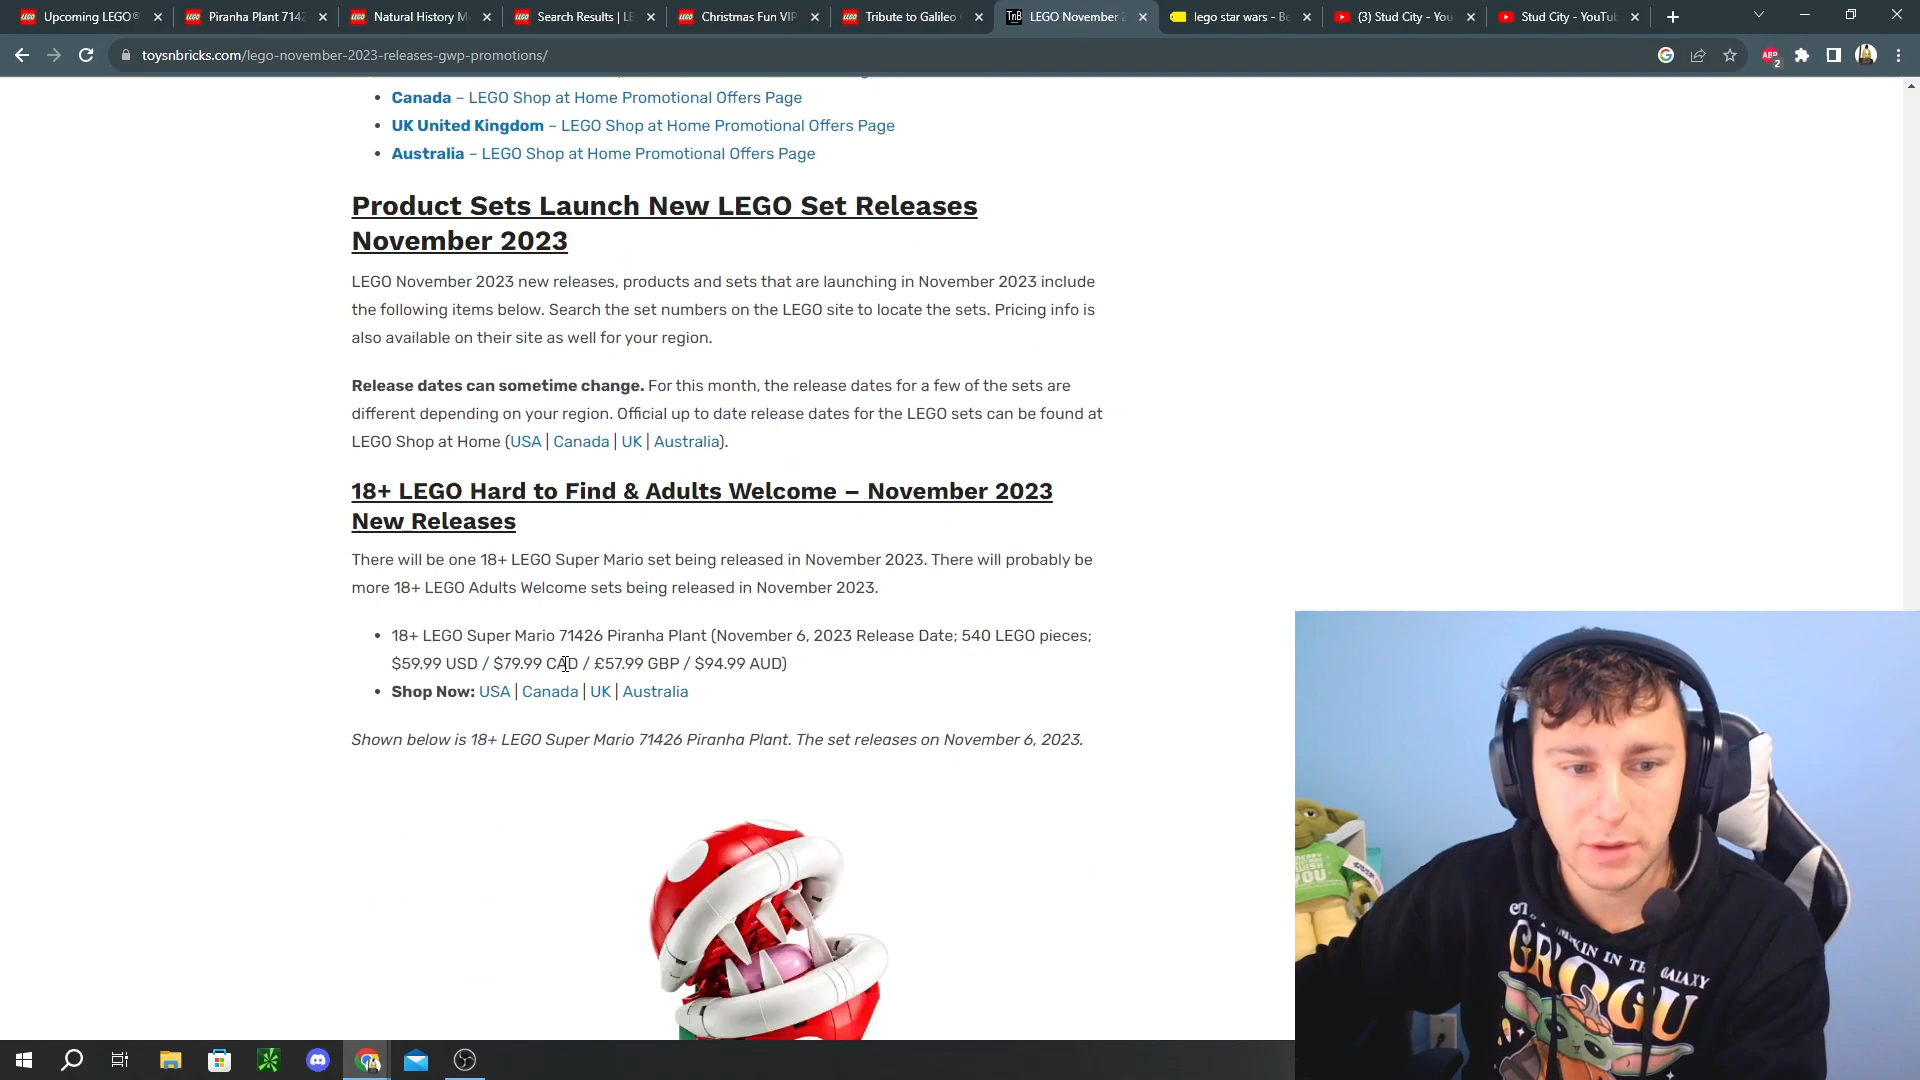 Upcoming LEGO®
Piranha Plant 7142
Natural History M
Search Results | LE
Christmas Fun VIP
Tribute to Galileo
LEGO November 2
lego star wars - Be
(3) Stud City - You
Stud City - YouTub
toysnbricks.com/lego-november-2023-releases-gwp-promotions/
Canada – LEGO Shop at Home Promotional Offers Page
UK United Kingdom – LEGO Shop at Home Promotional Offers Page
Australia – LEGO Shop at Home Promotional Offers Page
Product Sets Launch New LEGO Set Releases
November 2023
LEGO November 2023 new releases, products and sets that are launching in November 2023 include
the following items below. Search the set numbers on the LEGO site to locate the sets. Pricing info is
also available on their site as well for your region.
Release dates can sometime change. For this month, the release dates for a few of the sets are
different depending on your region. Official up to date release dates for the LEGO sets can be found at
LEGO Shop at Home (USA | Canada | UK | Australia).
18+ LEGO Hard to Find & Adults Welcome – November 2023
New Releases
There will be one 18+ LEGO Super Mario set being released in November 2023. There will probably be
more 18+ LEGO Adults Welcome sets being released in November 2023.
18+ LEGO Super Mario 71426 Piranha Plant (November 6, 2023 Release Date; 540 LEGO pieces;
$59.99 USD / $79.99 CAD / £57.99 GBP / $94.99 AUD)
Shop Now: USA | Canada | UK | Australia
Shown below is 18+ LEGO Super Mario 71426 Piranha Plant. The set releases on November 6, 2023.
WISH
YOU
IN THE GALAXY
GROGU